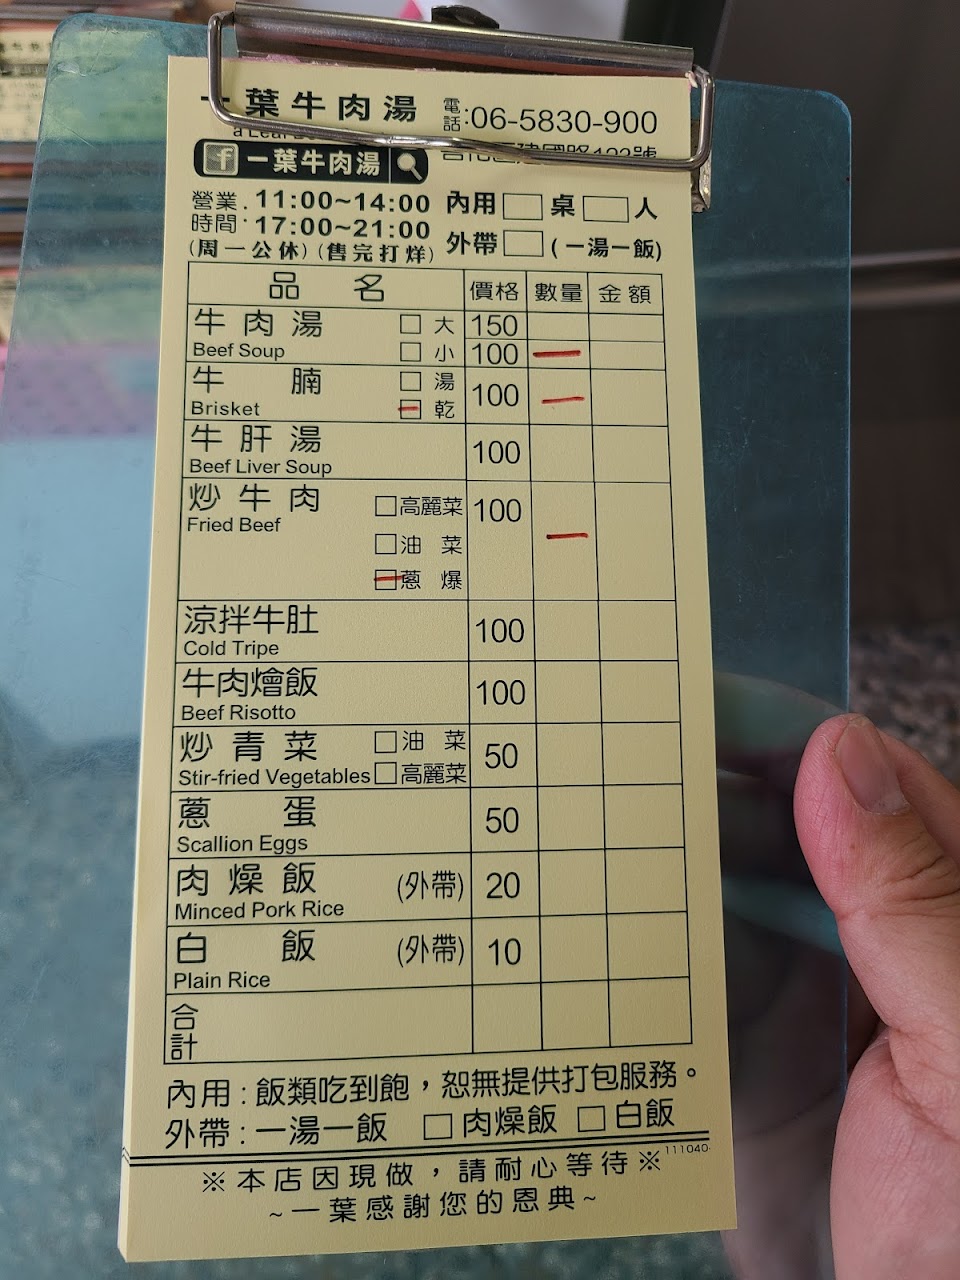 一葉牛肉湯
電話:06-5830-900
一葉牛肉湯
營業時間: 11:00~14:00
17:00~21:00
(周一公休)(售完打烊)
內用□桌□人
外帶□(一湯一飯)
品名 價格 數量 金額
牛肉湯 □大 150
Beef Soup □小 100 一
牛腩 □湯 100 一
Brisket □乾
牛肝湯 100
Beef Liver Soup
炒牛肉 □高麗菜 100 一
Fried Beef
□油菜
□蔥爆
涼拌牛肚 100
Cold Tripe
牛肉燴飯 100
Beef Risotto
炒青菜 □油菜 50
Stir-fried Vegetables □高麗菜
蔥蛋 50
Scallion Eggs
肉燥飯 (外帶) 20
Minced Pork Rice
白飯 (外帶) 10
Plain Rice
合計
內用:飯類吃到飽,恕無提供打包服務。
外帶:一湯一飯 □肉燥飯 □白飯
111040
※本店因現做,請耐心等待※
~一葉感謝您的恩典~